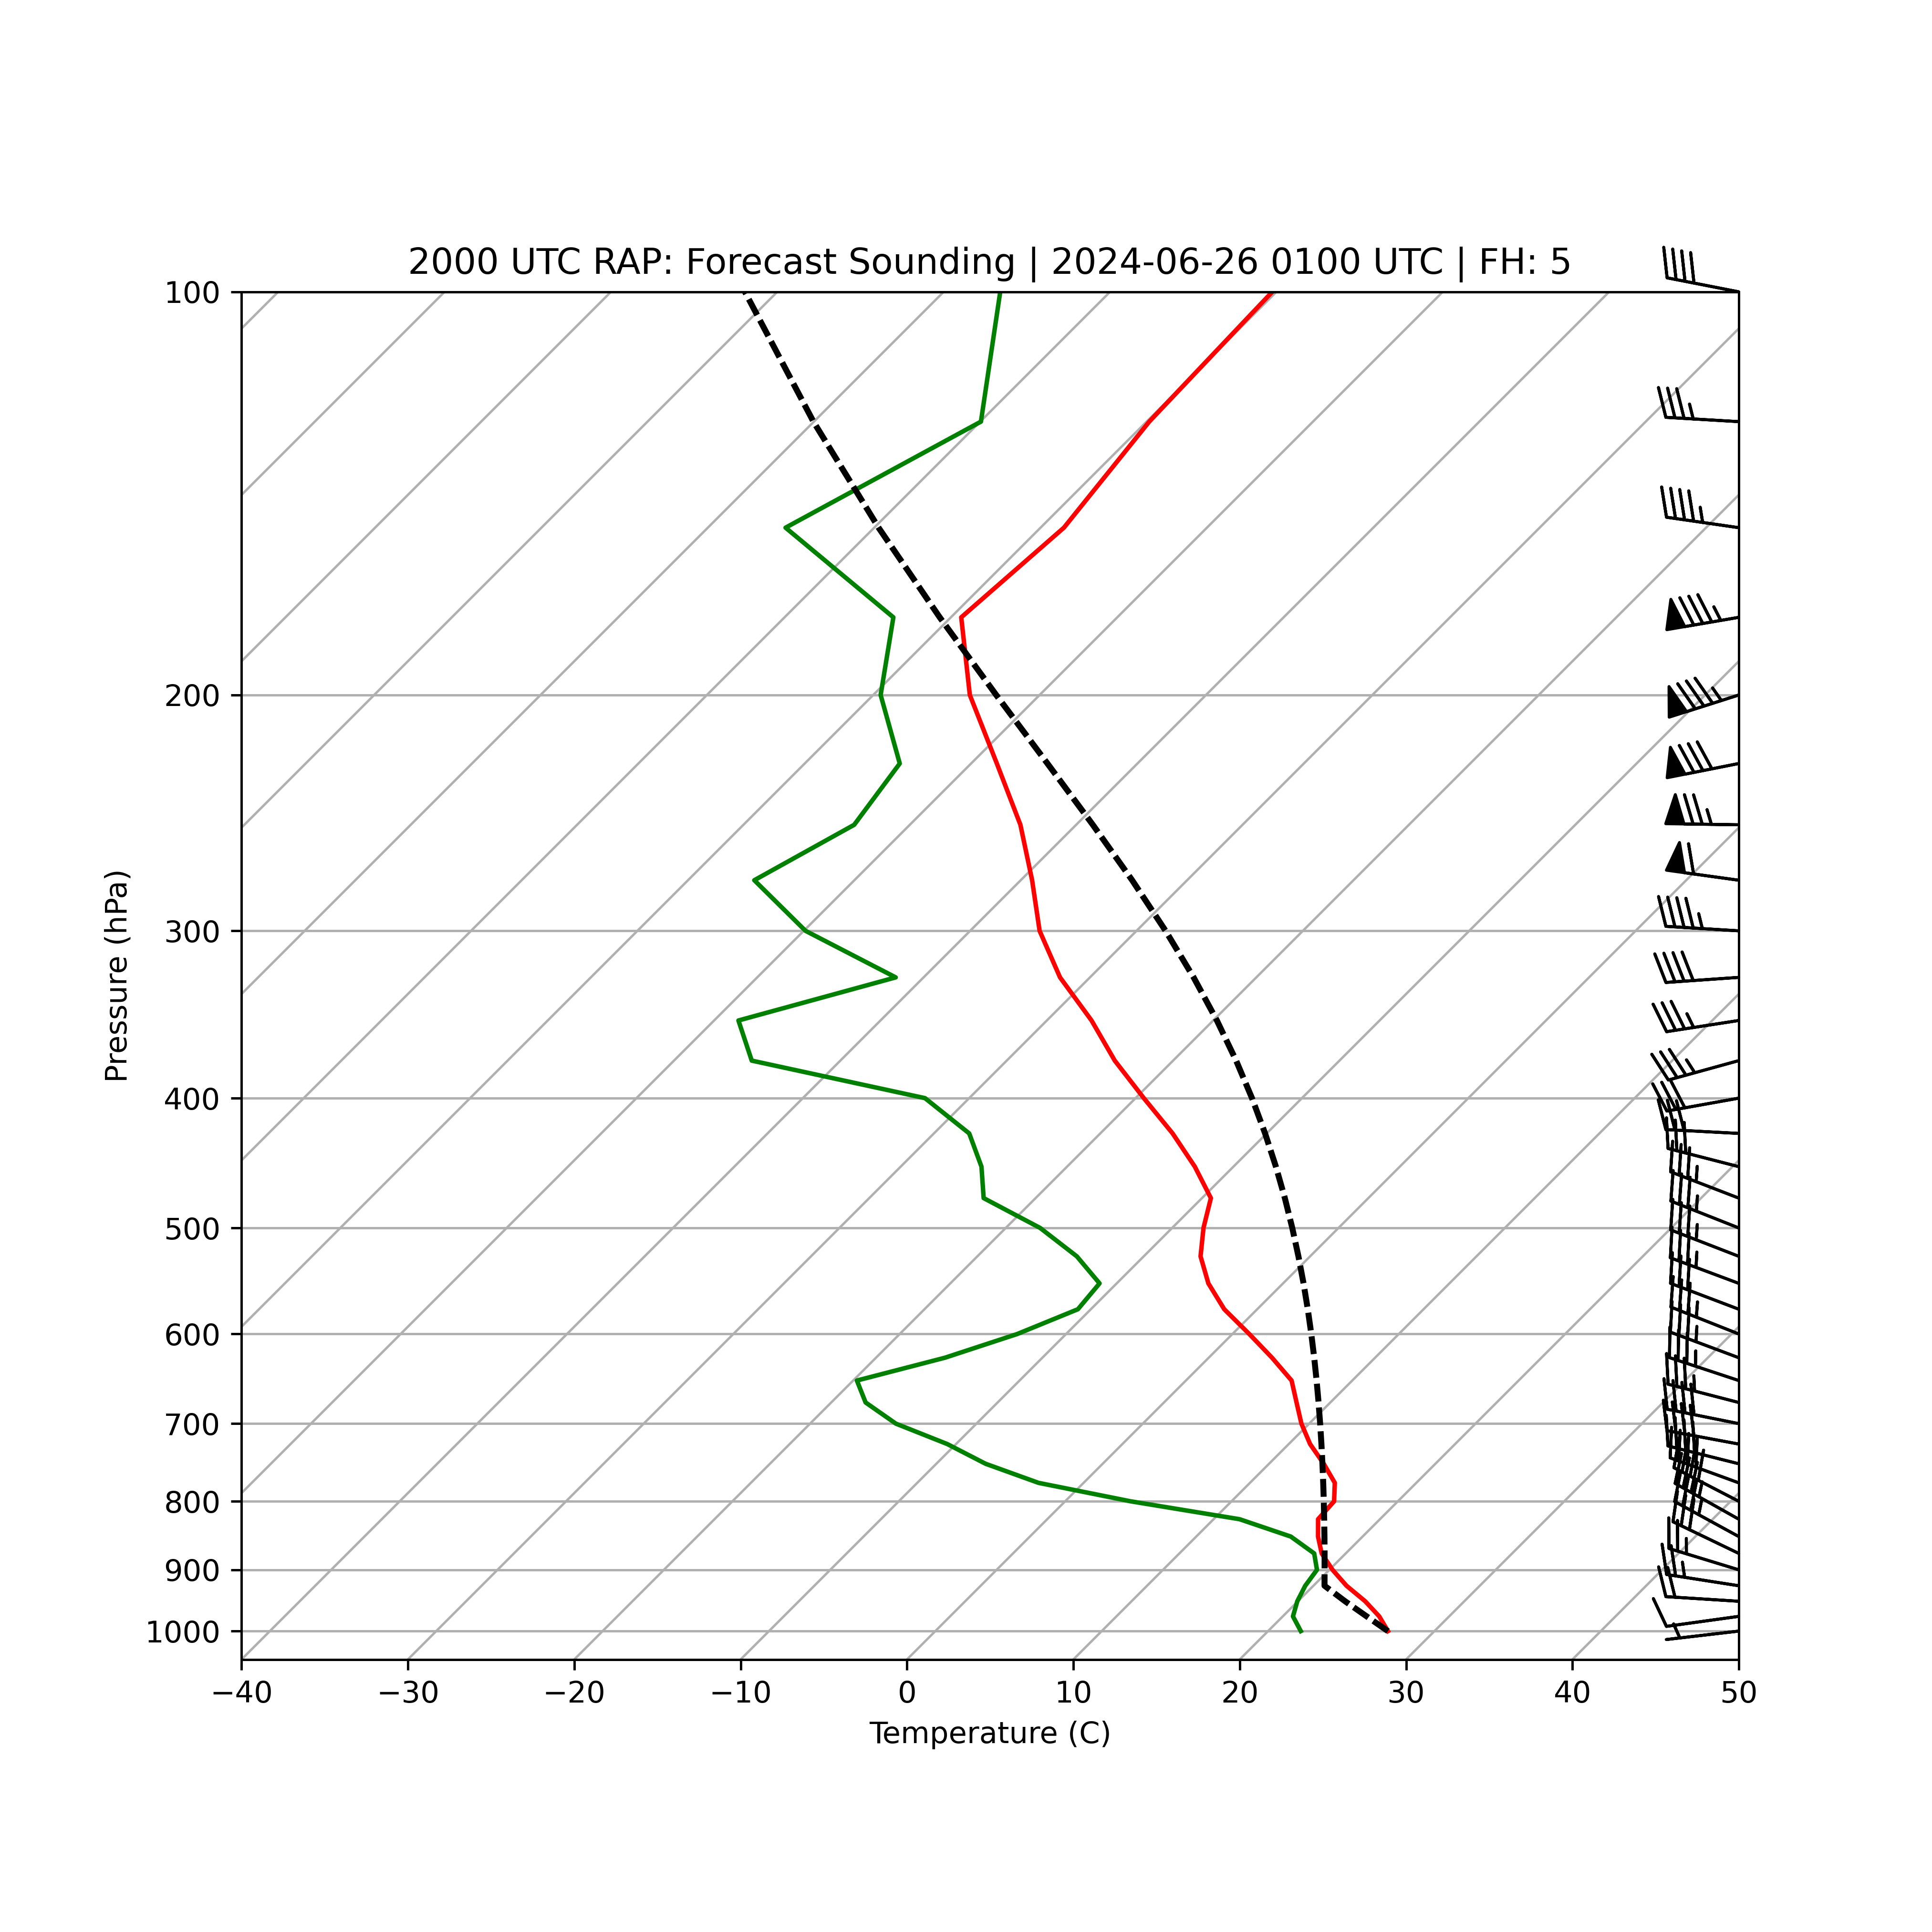 2000 UTC RAP: Forecast Sounding | 2024-06-26 0100 UTC | FH: 5
100
200
300
400
500
600
700
800
900
1000
Pressure (hPa)
−40 −30 −20 −10 0 10 20 30 40 50
Temperature (C)